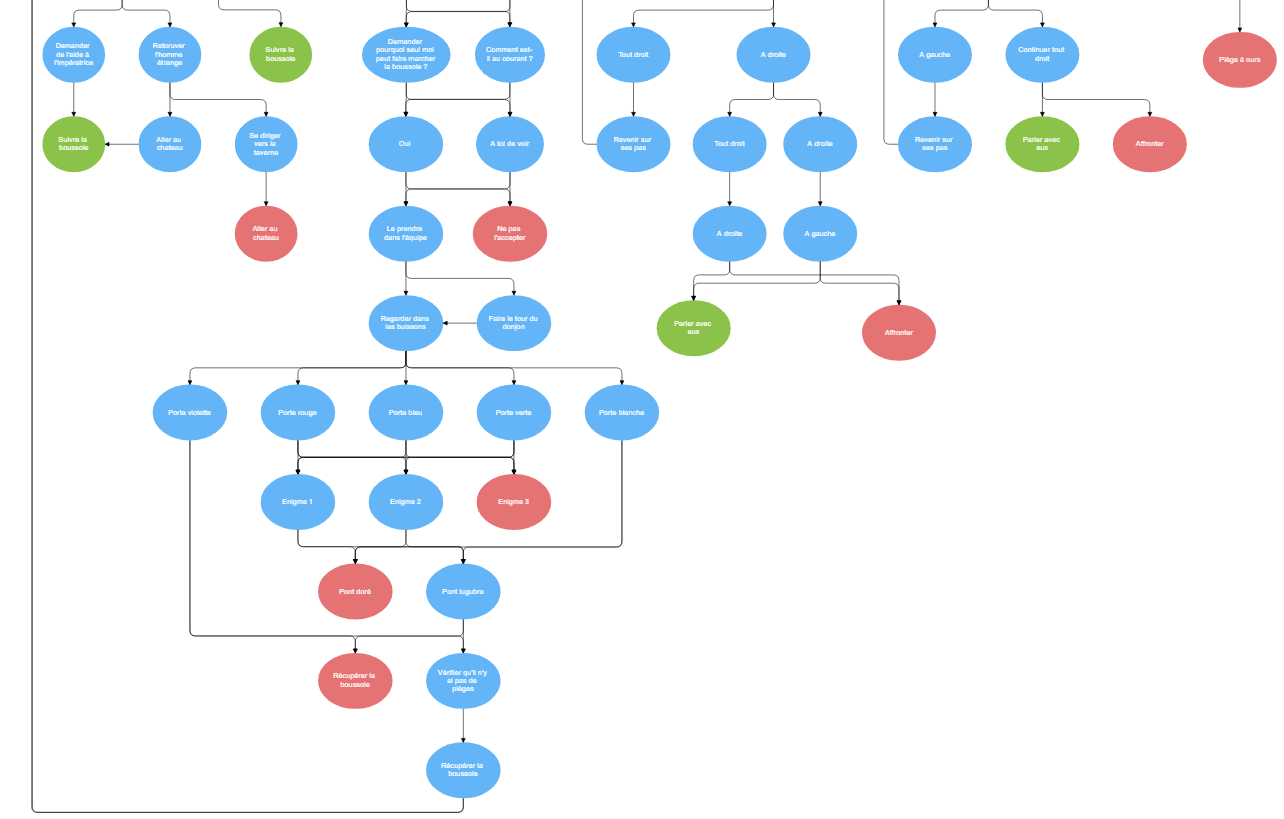 Demander
de l'aide à
l'impératrice
Retoruver
l'homme
étrange
Suivre la
boussole
Demander
pourquoi seul moi
peut faire marcher
la boussole ?
Comment est-
il au courant ?
Tout droit
A droite
A gauche
Continuer tout
droit
Piège à ours
Suivre la
boussole
Aller au
chateau
Se diriger
vers la
taverne
Oui
A toi de voir
Revenir sur
ses pas
Tout droit
A droite
Revenir sur
ses pas
Parler avec
eux
Affronter
Aller au
chateau
Le prendre
dans l'équipe
Ne pas
l'accepter
A droite
A gauche
Regarder dans
les buissons
Faire le tour du
donjon
Parler avec
eux
Affronter
Porte violette
Porte rouge
Porte bleu
Porte verte
Porte blanche
Enigme 1
Enigme 2
Enigme 3
Pont doré
Pont lugubre
Récupérer la
boussole
Vérifier qu'il n'y
ai pas de
pièges
Récupérer la
boussole